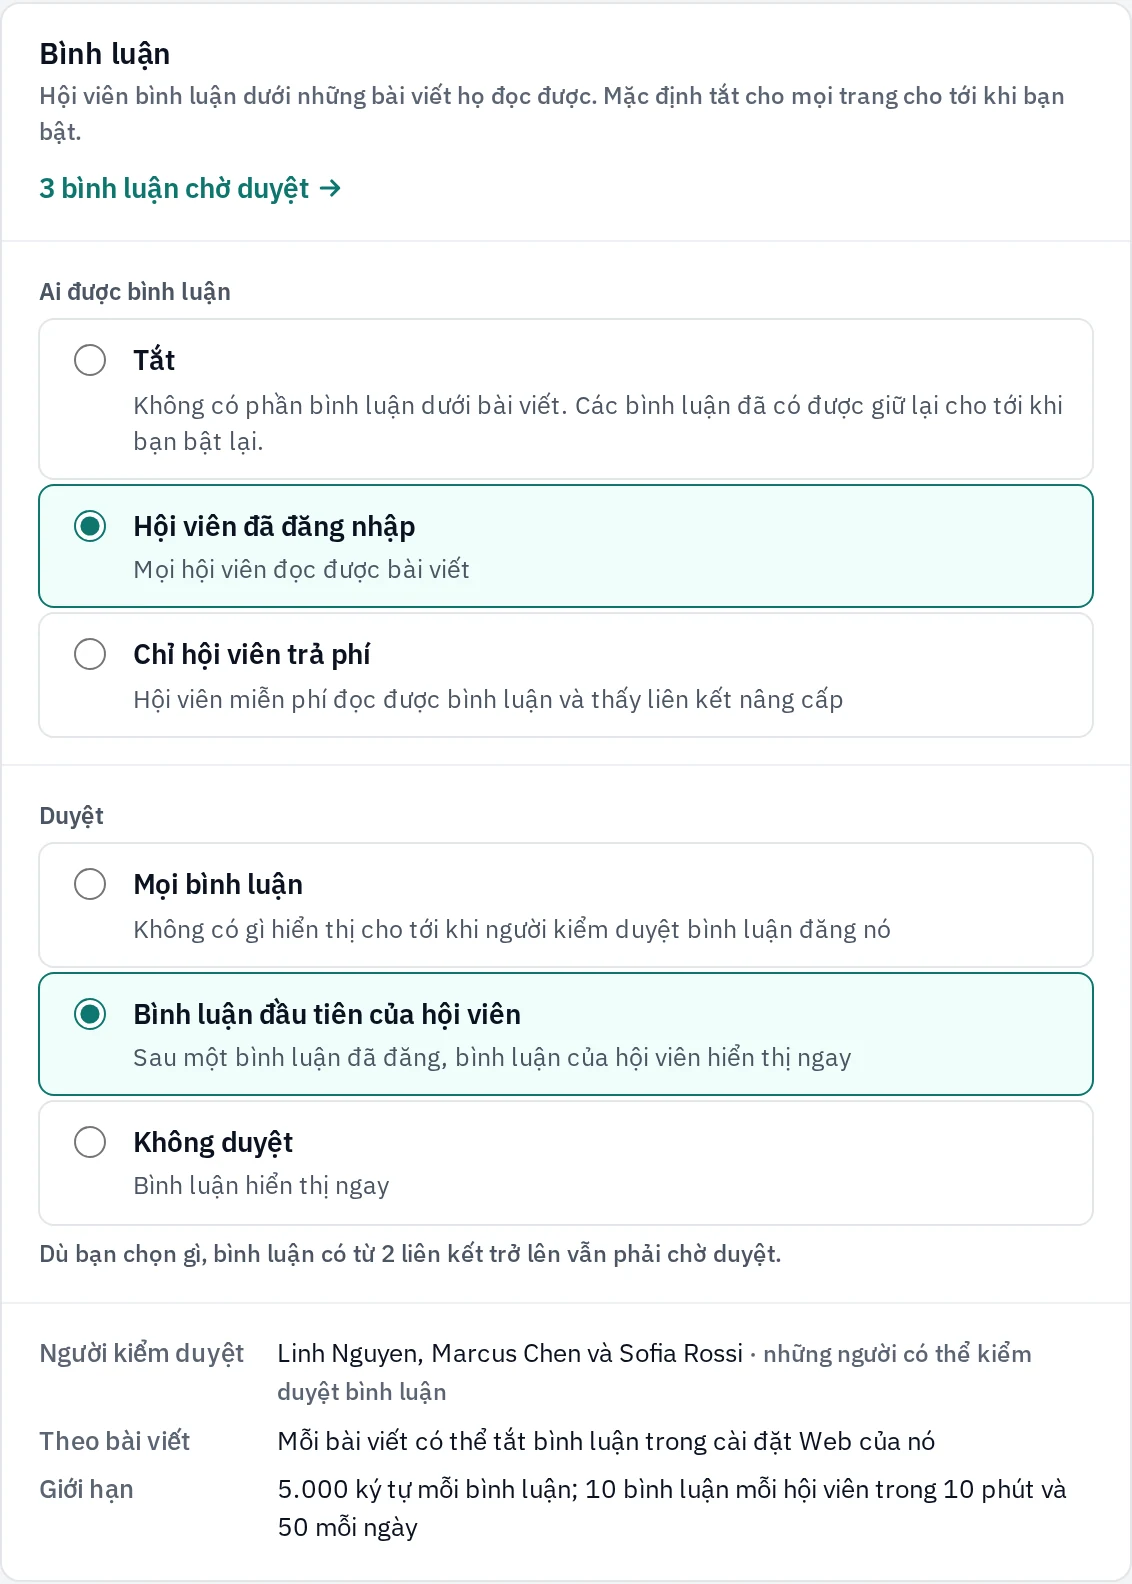 Bình luận
Hội viên bình luận dưới những bài viết họ đọc được. Mặc định tắt cho mọi trang cho tới khi bạn
bật.
3 bình luận chờ duyệt →
Ai được bình luận
Tắt
Không có phần bình luận dưới bài viết. Các bình luận đã có được giữ lại cho tới khi
bạn bật lại.
Hội viên đã đăng nhập
Mọi hội viên đọc được bài viết
Chỉ hội viên trả phí
Hội viên miễn phí đọc được bình luận và thấy liên kết nâng cấp
Duyệt
Mọi bình luận
Không có gì hiển thị cho tới khi người kiểm duyệt bình luận đăng nó
Bình luận đầu tiên của hội viên
Sau một bình luận đã đăng, bình luận của hội viên hiển thị ngay
Không duyệt
Bình luận hiển thị ngay
Dù bạn chọn gì, bình luận có từ 2 liên kết trở lên vẫn phải chờ duyệt.
Người kiểm duyệt Linh Nguyen, Marcus Chen và Sofia Rossi · những người có thể kiểm
duyệt bình luận
Theo bài viết Mỗi bài viết có thể tắt bình luận trong cài đặt Web của nó
Giới hạn 5.000 ký tự mỗi bình luận; 10 bình luận mỗi hội viên trong 10 phút và
50 mỗi ngày